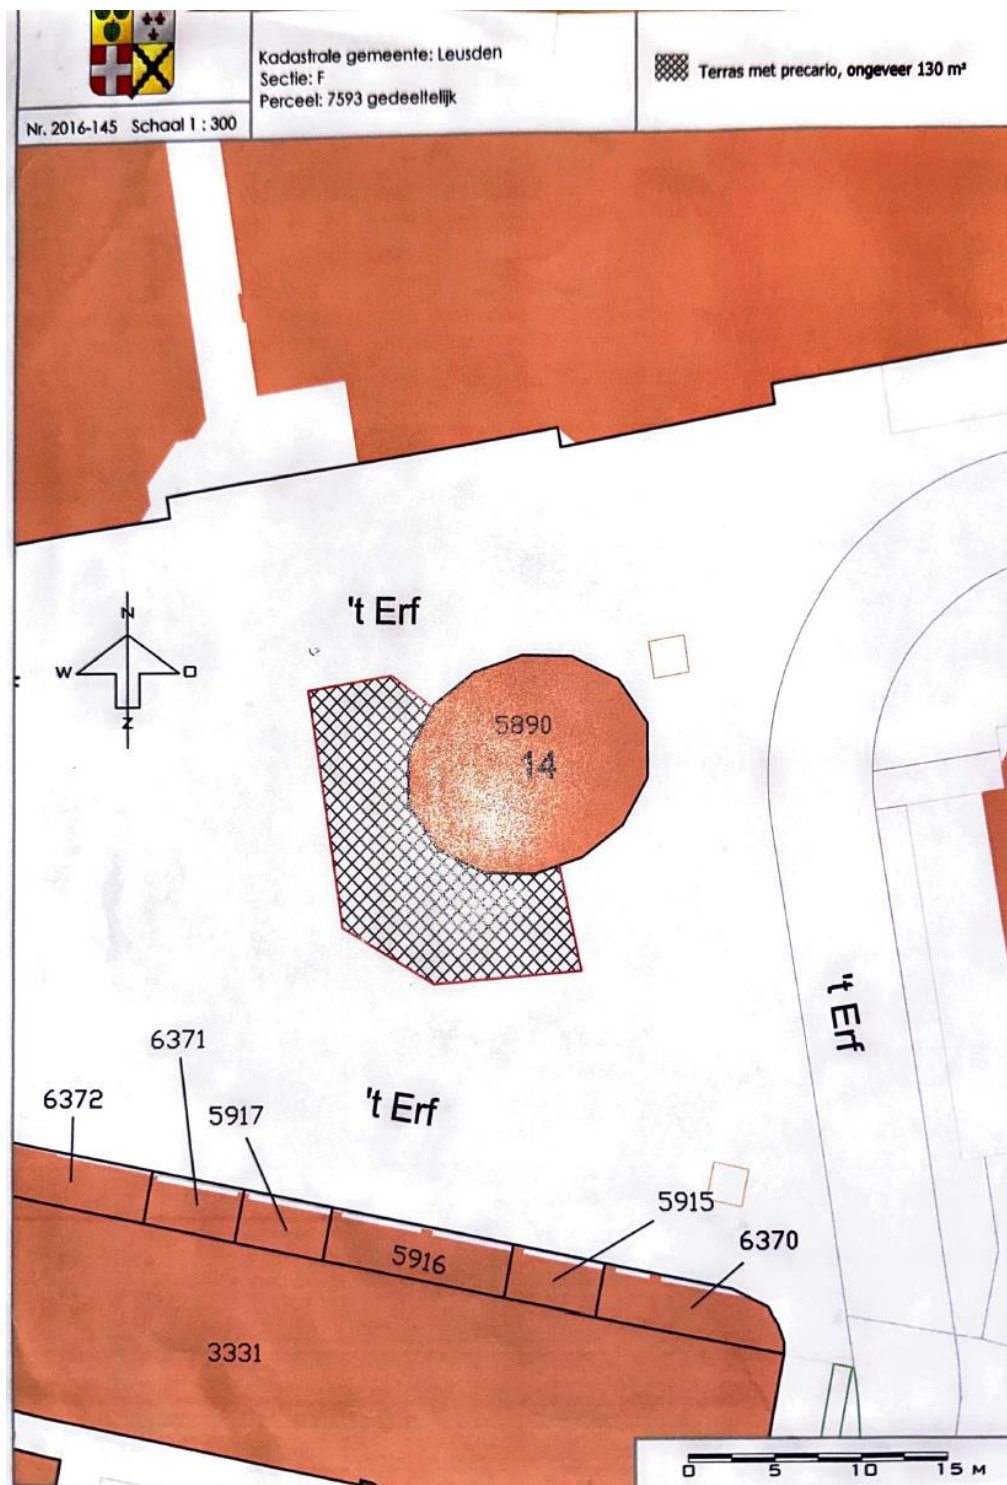 Kadastrale gemeente: Leusden
Sectie: F
Perceel: 7593 gedeeltelijk
Terras met precario, ongeveer 130 m²
Nr. 2016-145 Schaal 1 : 300
't Erf
N
W O
Z
5890
14
't Erf
6371
6372
5917
't Erf
5915
6370
5916
3331
0 5 10 15 M